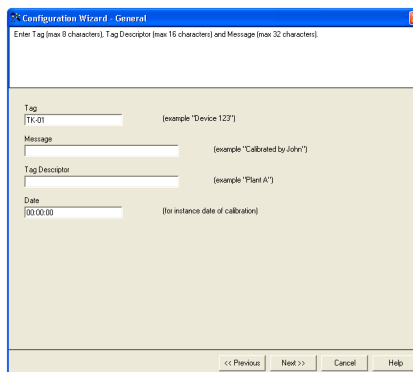 Configuration Wizard - General
Enter Tag (max 8 characters), Tag Descriptor (max 16 characters) and Message (max 32 characters).
Tag
TK-01 (example "Device 123")
Message
(example "Calibrated by John")
Tag Descriptor
(example "Plant A")
Date
00:00:00 (for instance date of calibration)
<< Previous Next >> Cancel Help